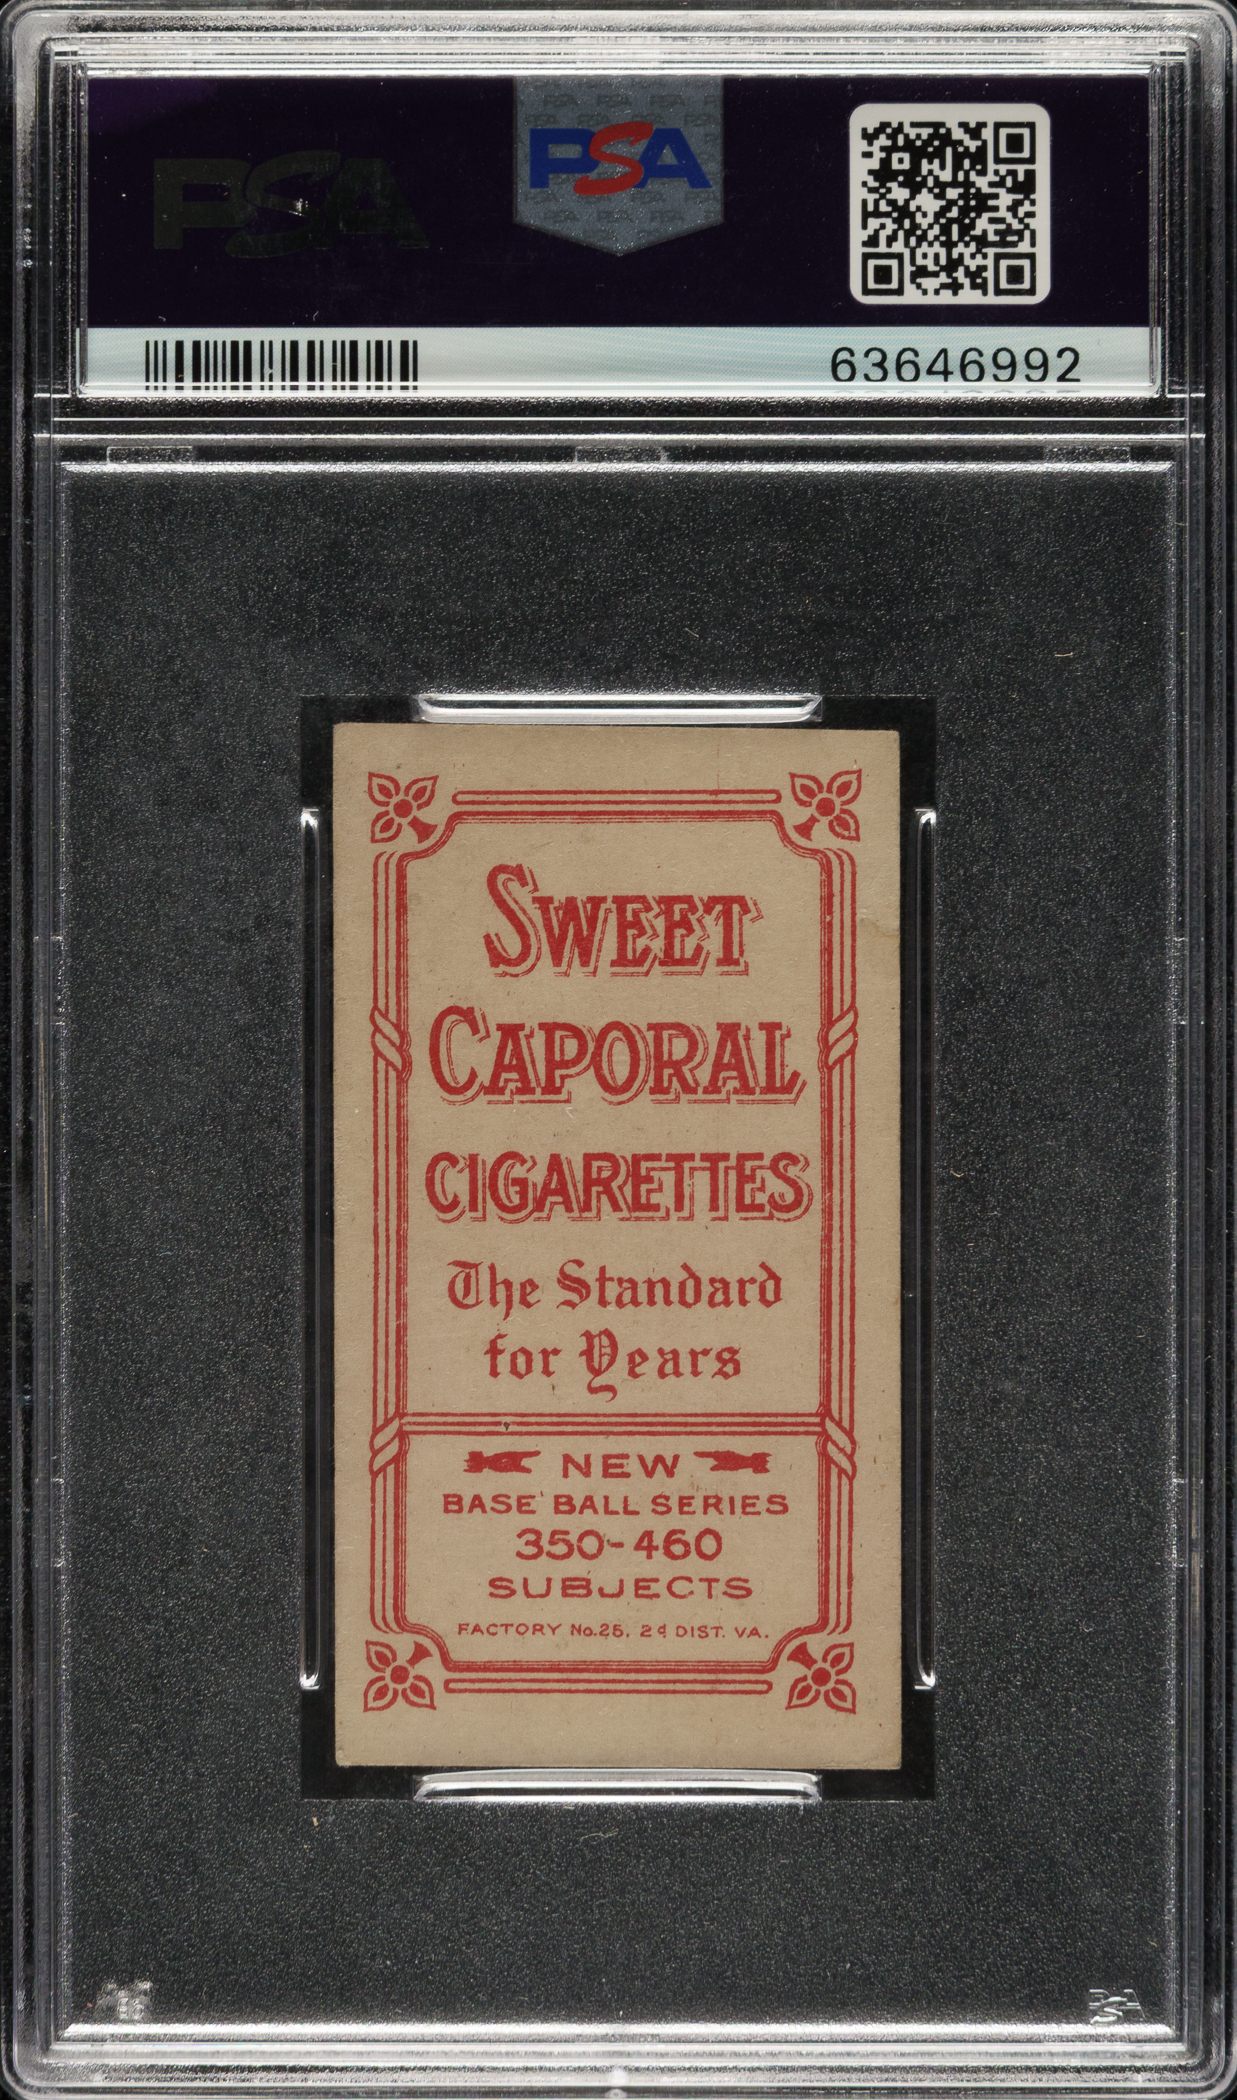 PSA
PSA
63646992
SWEET
CAPORAL
CIGARETTES
The Standard
for Years
NEW
BASE BALL SERIES
350-460
SUBJECTS
FACTORY No.25, 2d DIST. VA.
PSA